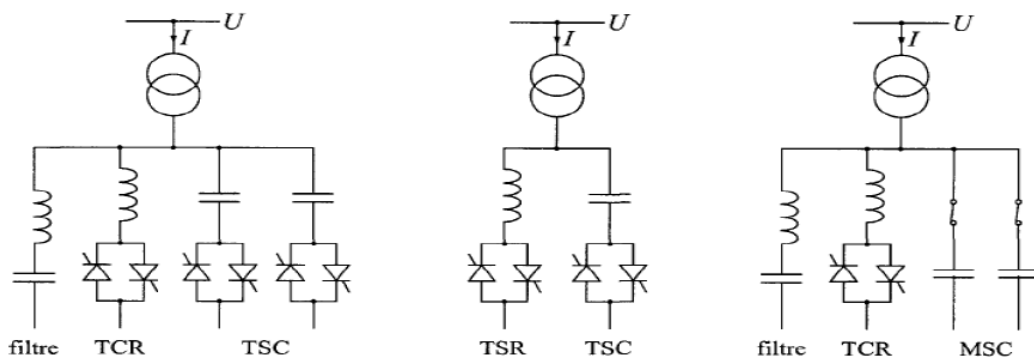 U U U
I I I
filtre TCR TSC TSR TSC filtre TCR MSC